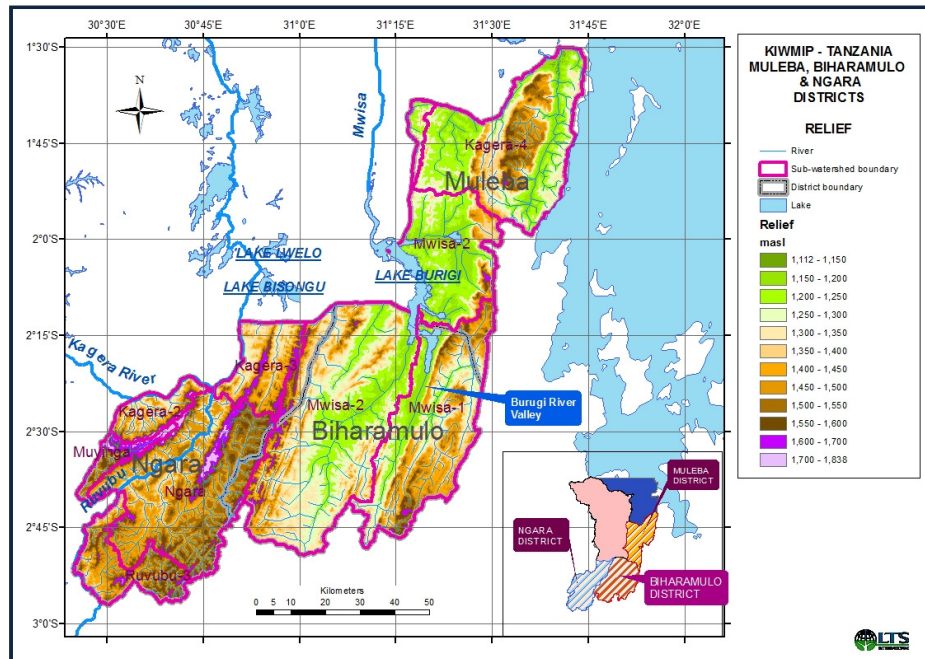 30°30'E
30°45'E
31°0'E
31°15'E
31°30'E
31°45'E
32°0'E
1°30'S
1°45'S
2°0'S
2°15'S
2°30'S
2°45'S
3°0'S
N
Mwisa
Kagera-4
Muleba
Mwisa-2
LAKE LWELO
LAKE BURIGI
LAKE BISONGU
Kagera River
Kagera-3
Kagera-2
Mwisa-2
Mwisa-1
Burugi River
Valley
Biharamulo
Muyinga
Ngara
Ruvubu
Ngara
Ruvubu-3
Kilometers
0 5 10 20 30 40 50
MULEBA
DISTRICT
NGARA
DISTRICT
BIHARAMULO
DISTRICT
KIWMIP - TANZANIA
MULEBA, BIHARAMULO
& NGARA
DISTRICTS
RELIEF
River
Sub-watershed boundary
District boundary
Lake
Relief
masl
1,112 - 1,150
1,150 - 1,200
1,200 - 1,250
1,250 - 1,300
1,300 - 1,350
1,350 - 1,400
1,400 - 1,450
1,450 - 1,500
1,500 - 1,550
1,550 - 1,600
1,600 - 1,700
1,700 - 1,838
LTS
INTERNATIONAL